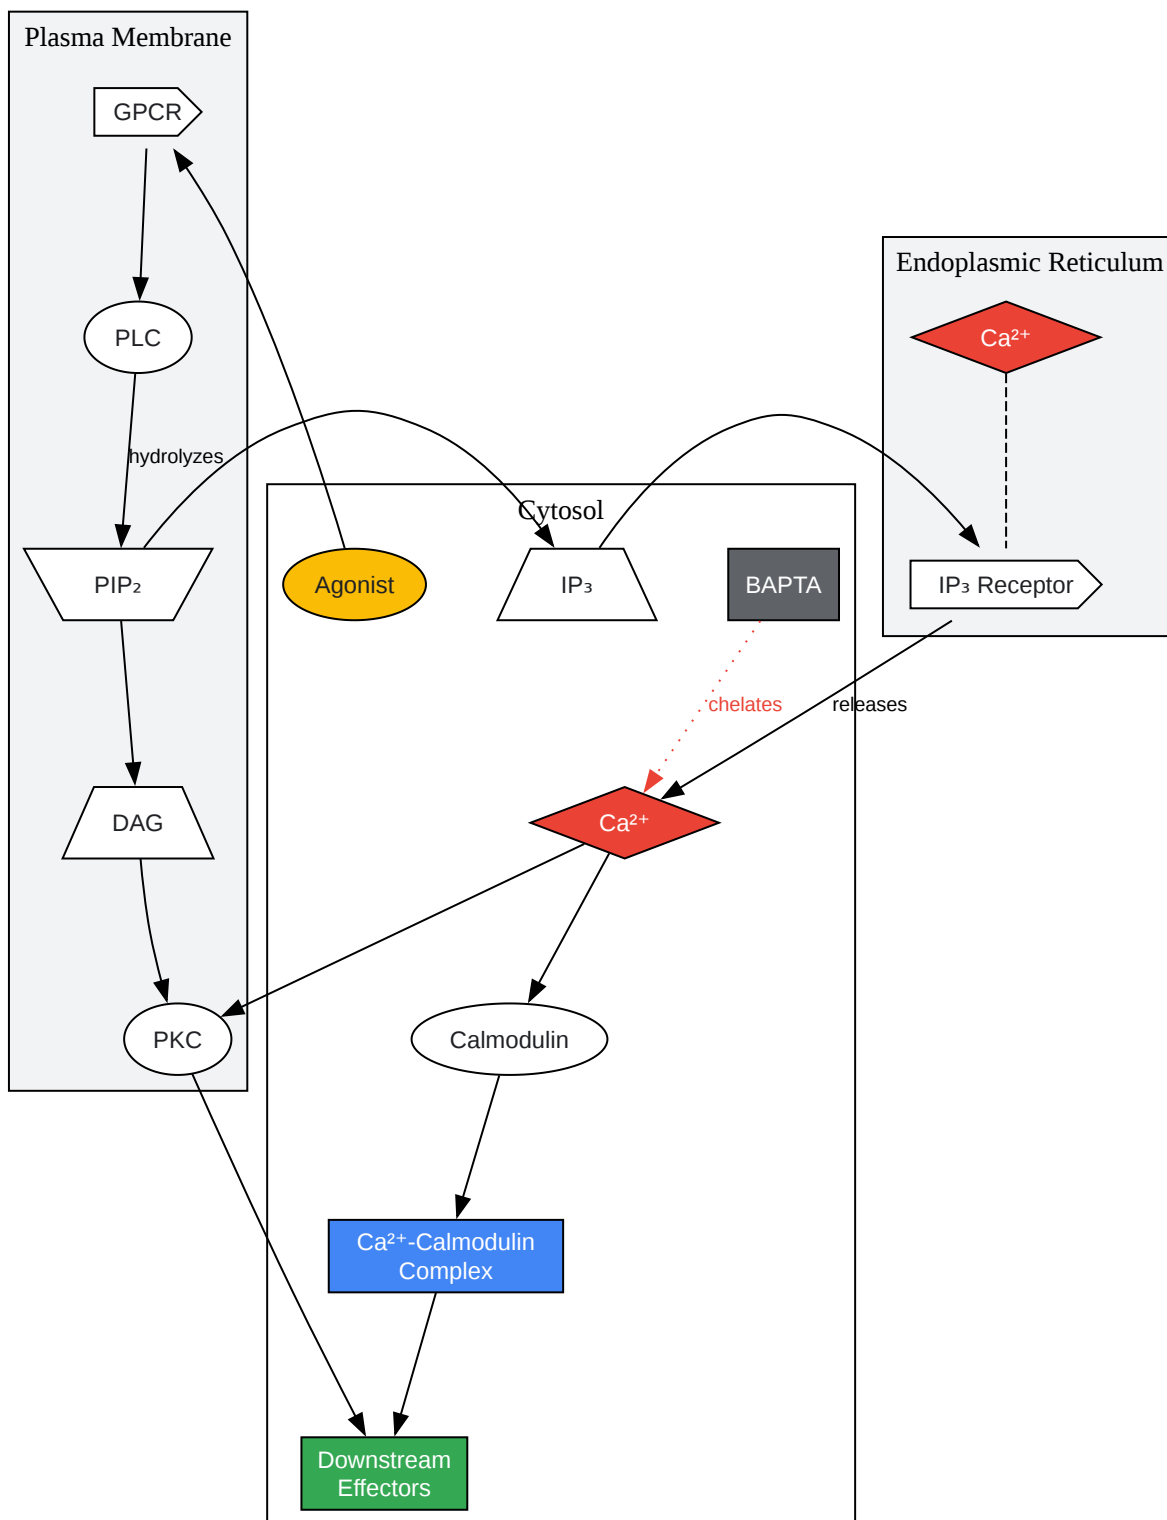 Plasma Membrane
GPCR
Endoplasmic Reticulum
PLC
Ca²⁺
hydrolyzes
Cytosol
PIP₂
Agonist
IP₃
BAPTA
IP₃ Receptor
chelates
releases
DAG
Ca²⁺
PKC
Calmodulin
Ca²⁺-Calmodulin
Complex
Downstream
Effectors